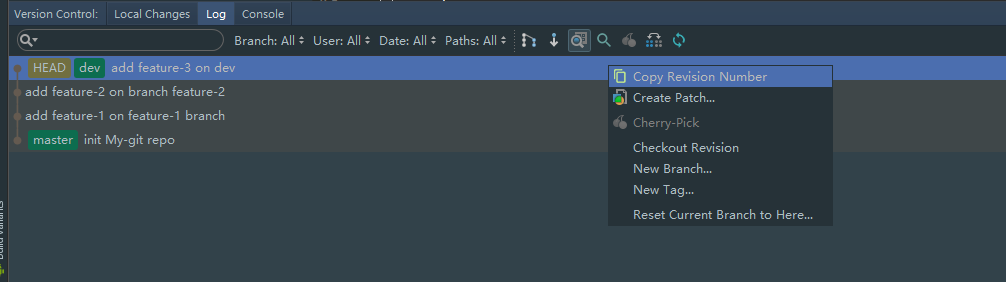 Version Control: Local Changes Log Console
Branch: All User: All Date: All Paths: All
HEAD dev add feature-3 on dev
add feature-2 on branch feature-2
add feature-1 on feature-1 branch
master init My-git repo
Copy Revision Number
Create Patch...
Cherry-Pick
Checkout Revision
New Branch...
New Tag...
Reset Current Branch to Here...